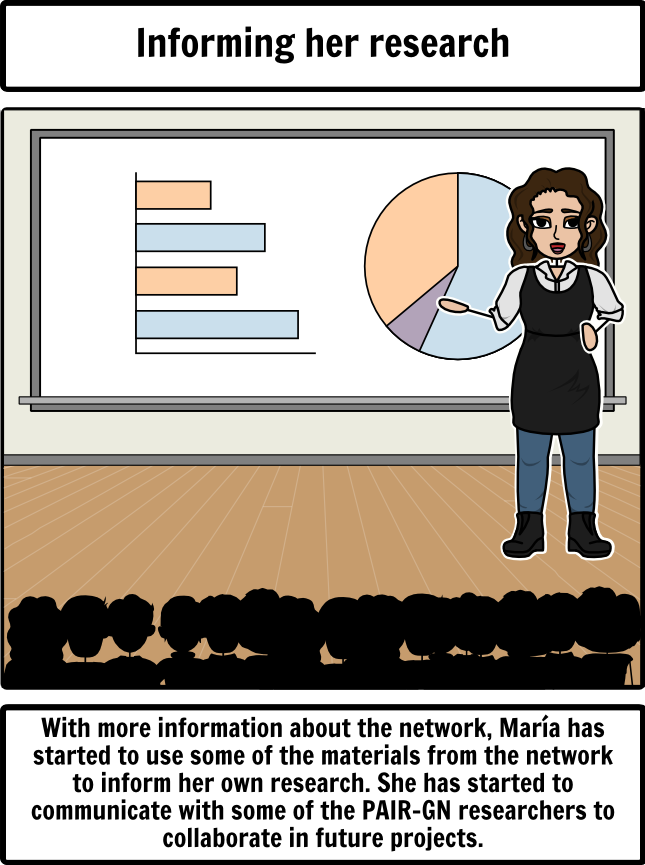 Informing her research
With more information about the network, María has
started to use some of the materials from the network
to inform her own research. She has started to
communicate with some of the PAIR-GN researchers to
collaborate in future projects.